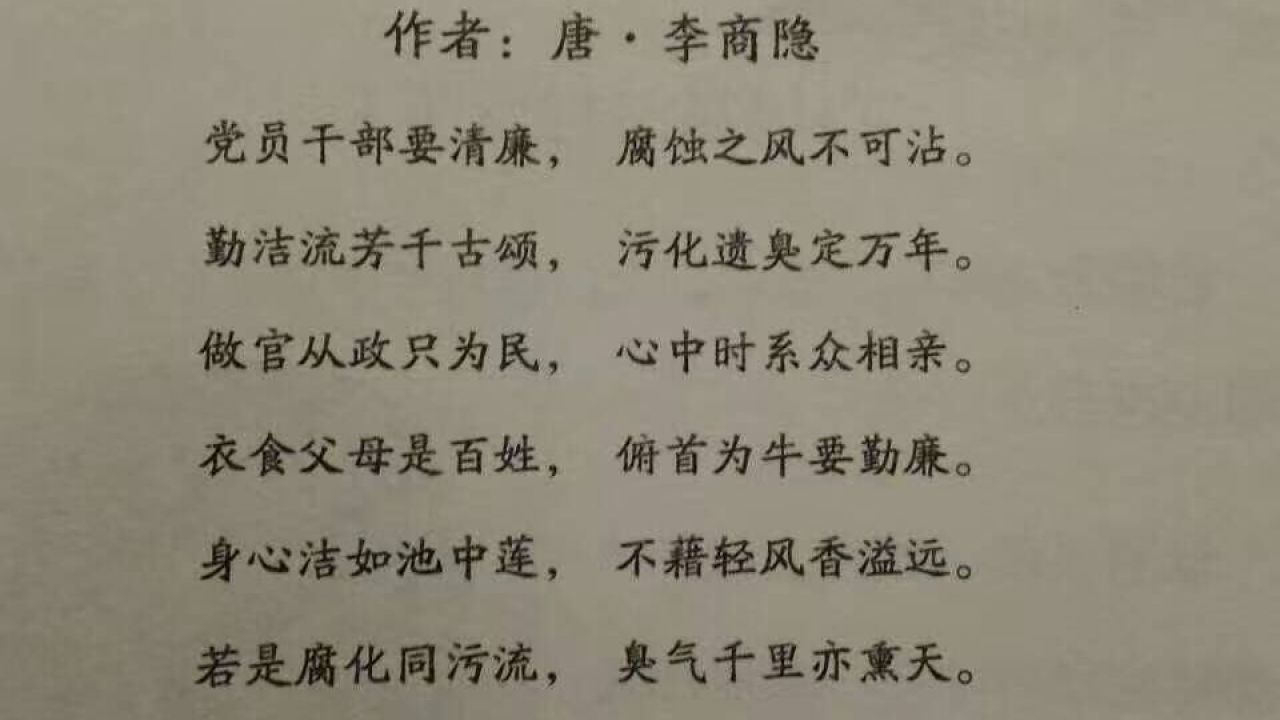 作者：唐·李商隐
党员干部要清廉， 腐蚀之风不可沾。
勤洁流芳千古颂， 污化遗臭定万年。
做官从政只为民， 心中时系众相亲。
衣食父母是百姓， 俯首为牛要勤廉。
身心洁如池中莲， 不藉轻风香溢远。
若是腐化同污流， 臭气千里亦熏天。